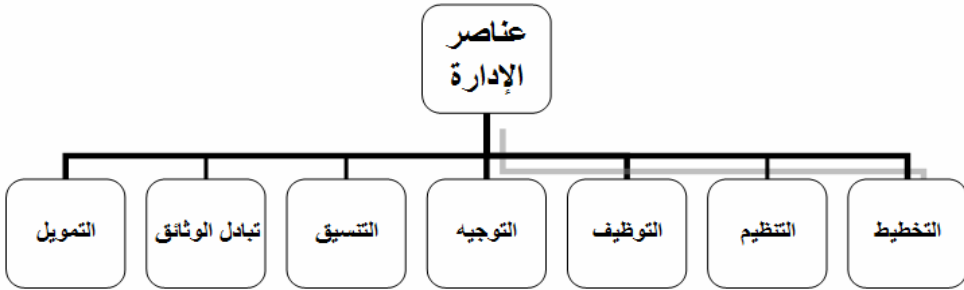 عناصر
الإدارة
التخطيط
التنظيم
التوظيف
التوجيه
التنسيق
تبادل الوثائق
التمويل